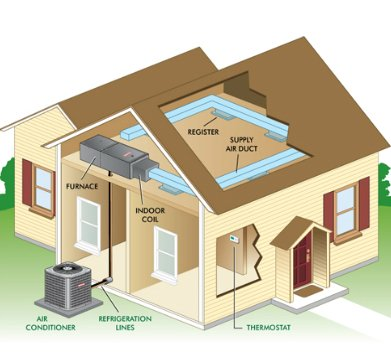 REGISTER
SUPPLY
AIR DUCT
FURNACE
INDOOR
COIL
AIR
CONDITIONER
REFRIGERATION
LINES
THERMOSTAT